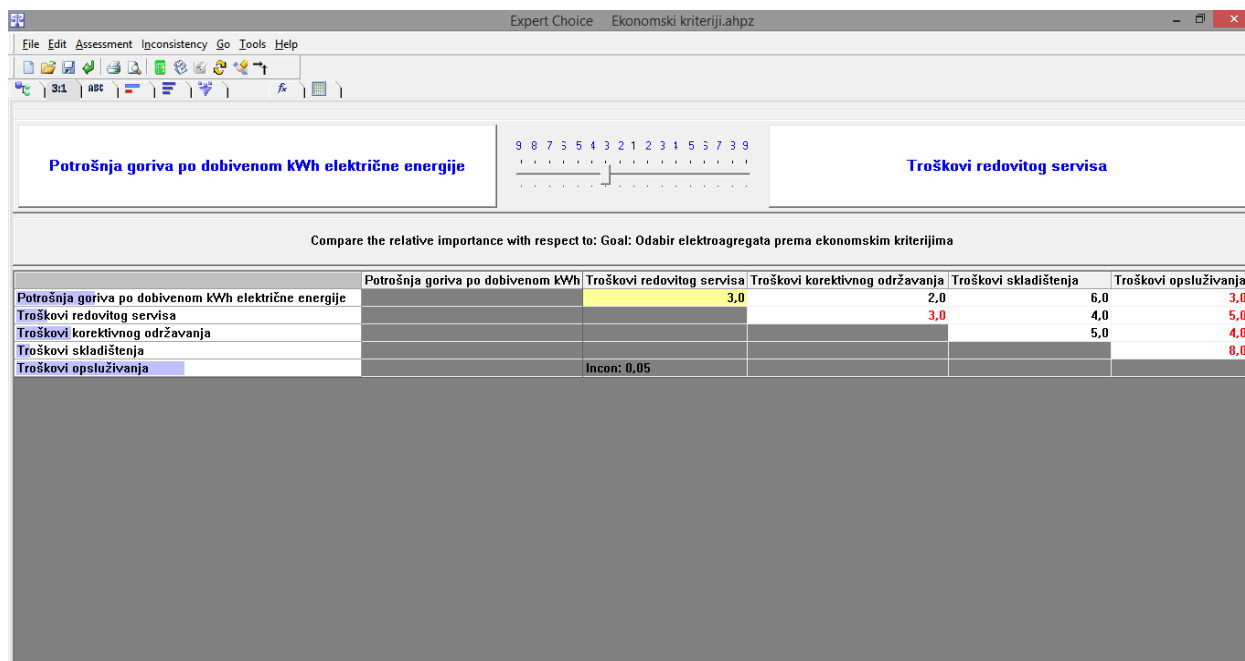 Expert Choice Ekonomski kriteriji.ahpz
File Edit Assessment Inconsistency Go Tools Help
3:1 ABC fx
Potrošnja goriva po dobivenom kWh električne energije
9 8 7 6 5 4 3 2 1 2 3 4 5 6 7 8 9
Troškovi redovitog servisa
Compare the relative importance with respect to: Goal: Odabir elektroagregata prema ekonomskim kriterijima
Potrošnja goriva po dobivenom kWh Troškovi redovitog servisa Troškovi korektivnog održavanja Troškovi skladištenja Troškovi opsluživanja
Potrošnja goriva po dobivenom kWh električne energije 3,0 2,0 6,0 3,0
Troškovi redovitog servisa 3,0 4,0 5,0
Troškovi korektivnog održavanja 5,0 4,0
Troškovi skladištenja 8,0
Troškovi opsluživanja Incon: 0,05